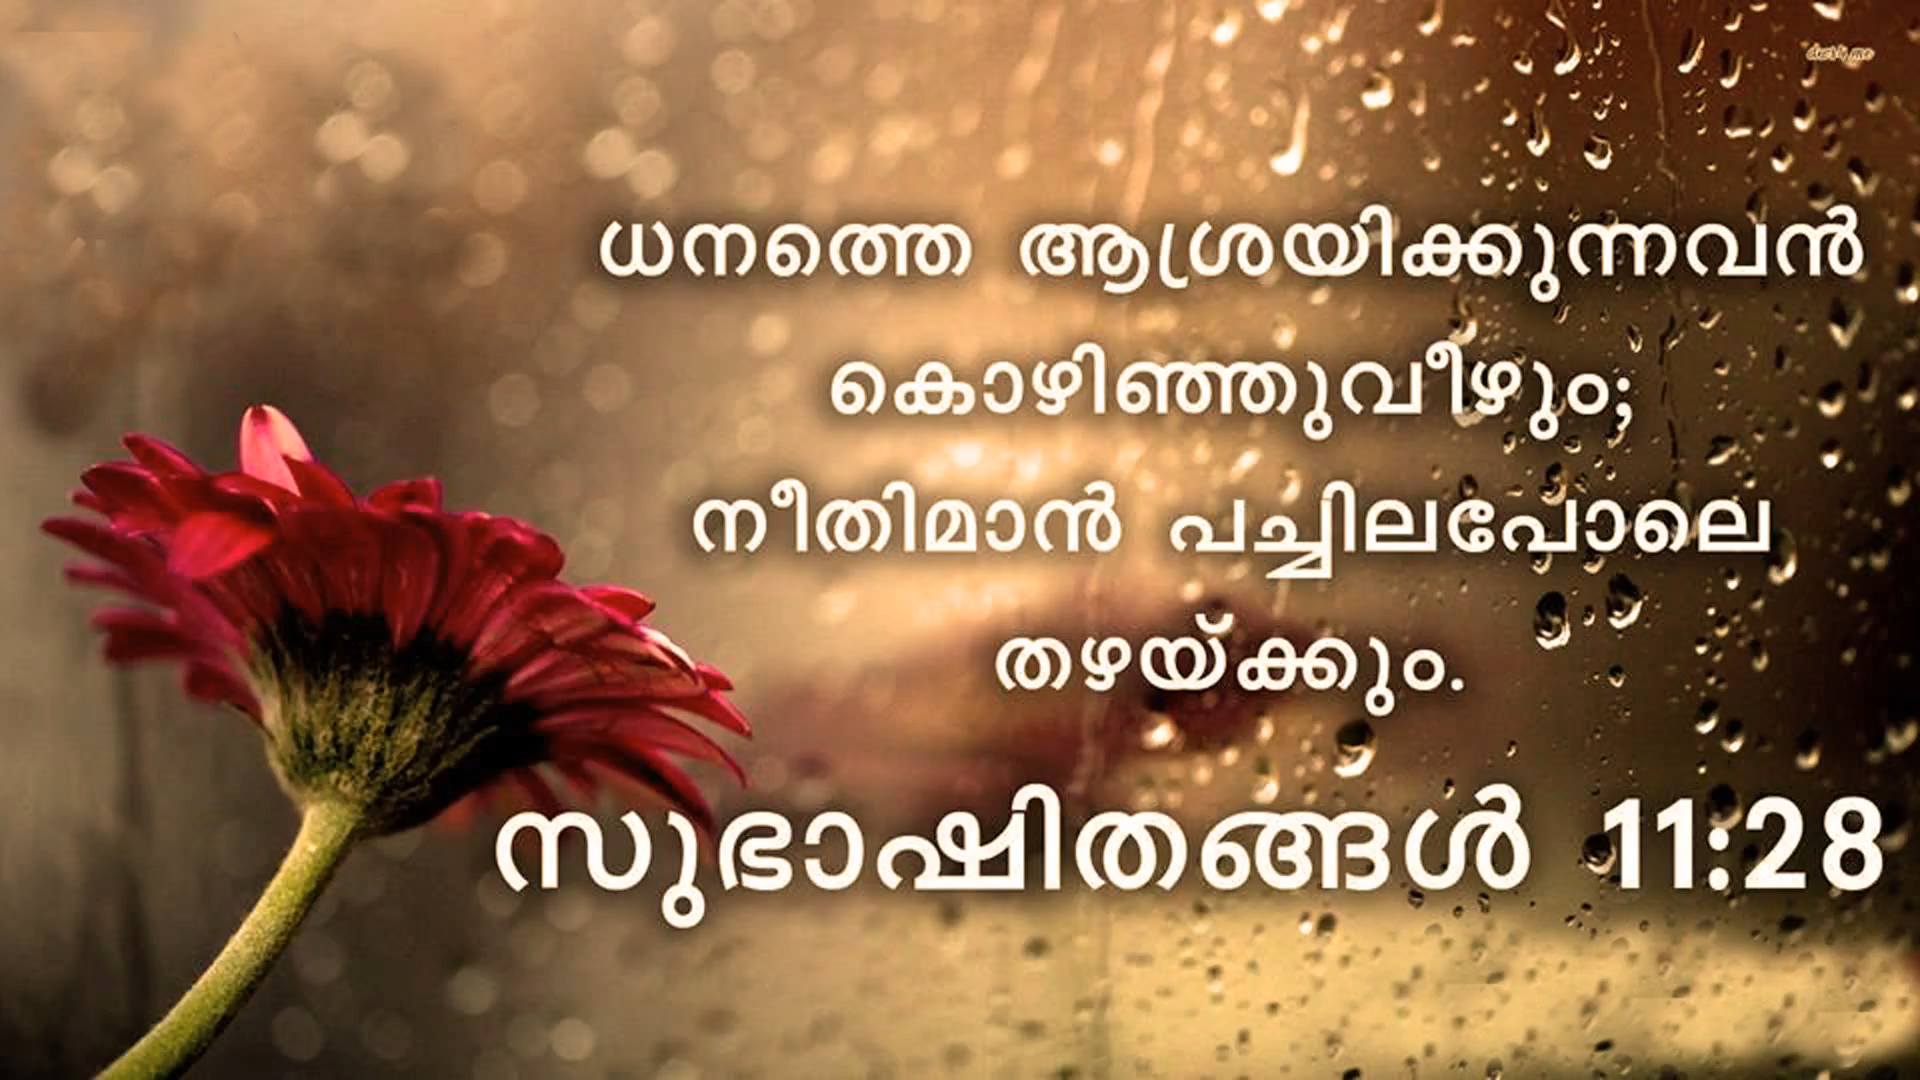 ധനത്തെ ആശ്രയിക്കുന്നവൻ
കൊഴിഞ്ഞുവീഴും;
നീതിമാൻ പച്ചിലപോലെ
തഴയ്ക്കും.
സുഭാഷിതങ്ങൾ 11:28